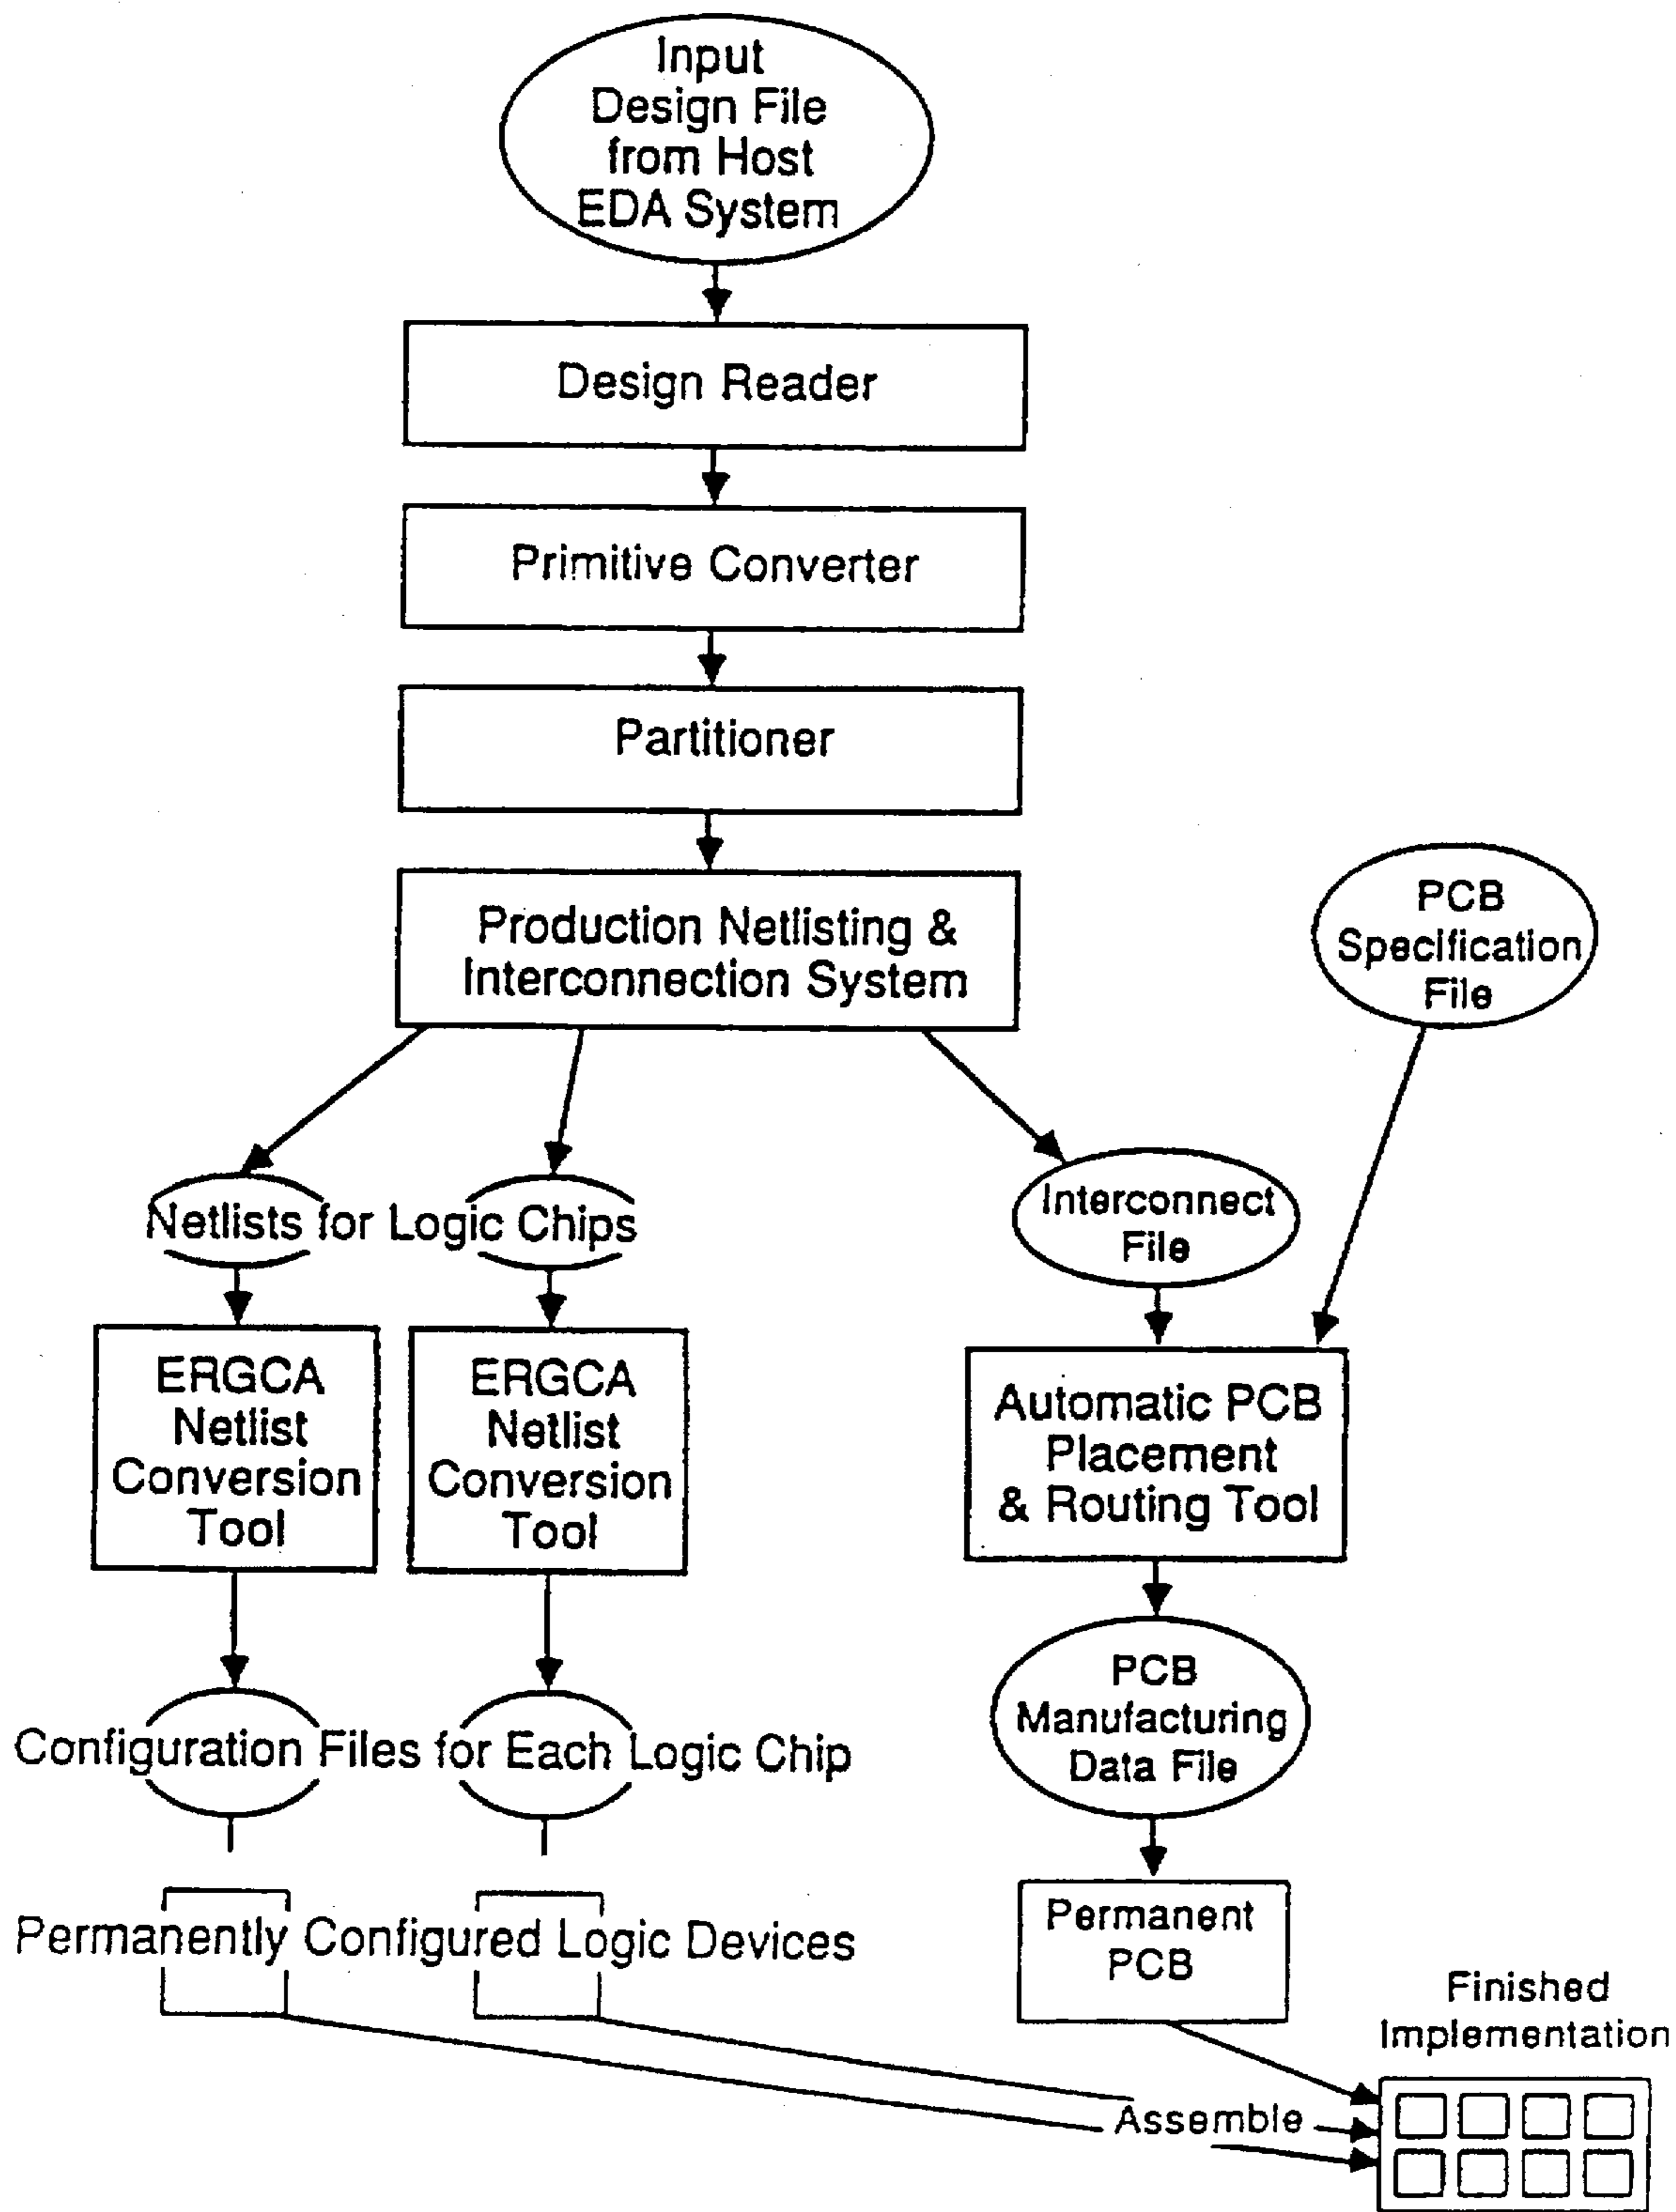 Input
Design File
from Host
EDA System
Design Reader
Primitive Converter
Partitioner
Production Netlisting &
Interconnection System
PCB
Specification
File
Netlists for Logic Chips
Interconnect
File
ERGCA
Netlist
Conversion
Tool
ERGCA
Netlist
Conversion
Tool
Automatic PCB
Placement
& Routing Tool
PCB
Manufacturing
Data File
Configuration Files for Each Logic Chip
Permanently Configured Logic Devices
Permanent
PCB
Finished
Implementation
Assemble